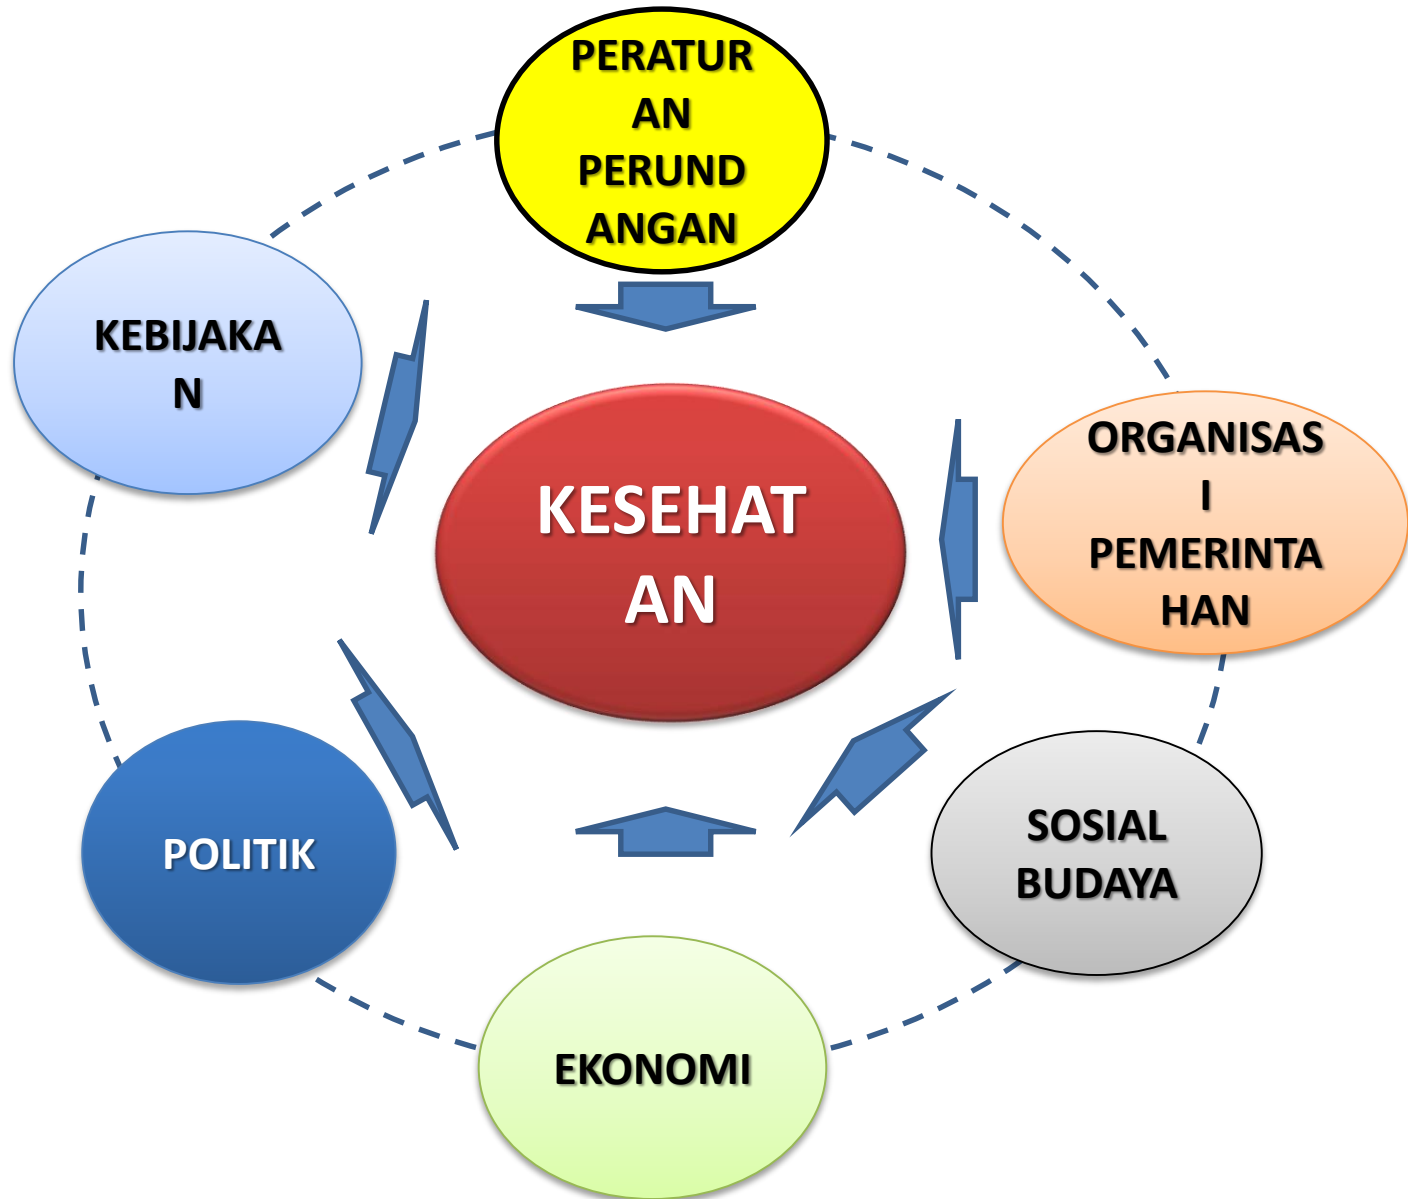 PERATUR
AN
PERUND
ANGAN
KEBIJAKA
N
ORGANISAS
I
PEMERINTA
HAN
KESEHAT
AN
POLITIK
SOSIAL
BUDAYA
EKONOMI